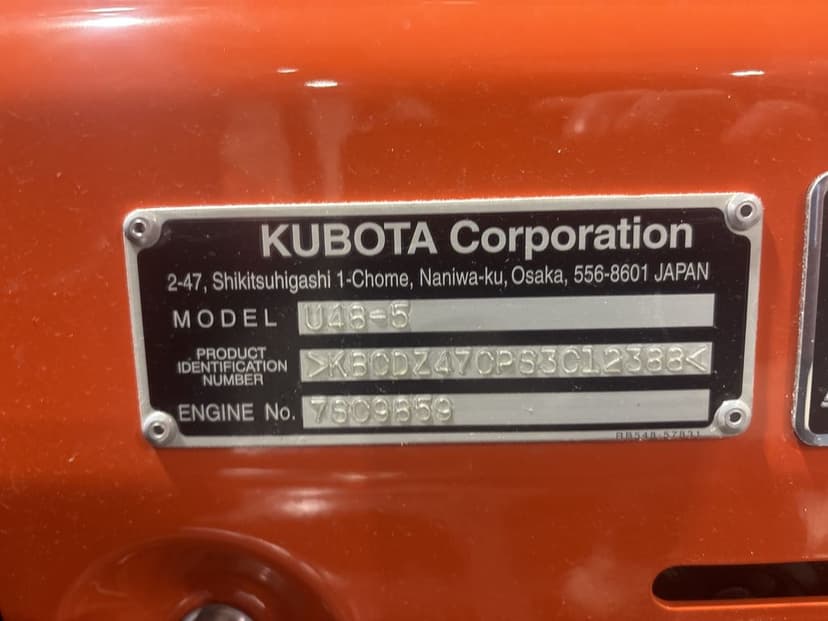 KUBOTA Corporation
2-47, Shikitsuhigashi 1-Chome, Naniwa-ku, Osaka, 556-8601 JAPAN
MODEL U48-5
PRODUCT
IDENTIFICATION
NUMBER
>KBCDZ47CPS3C12388<
ENGINE No. 7SC9859